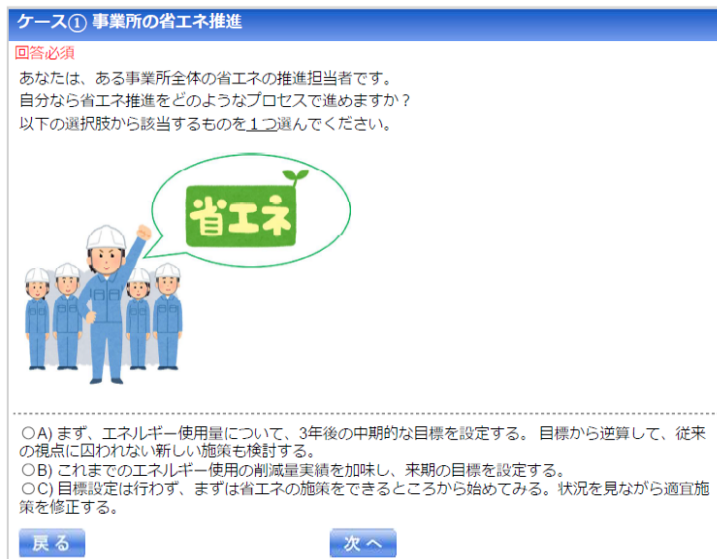 ケース① 事業所の省エネ推進
回答必須
あなたは、ある事業所全体の省エネの推進担当者です。
自分なら省エネ推進をどのようなプロセスで進めますか？
以下の選択肢から該当するものを１つ選んでください。
省エネ
○A) まず、エネルギー使用量について、3年後の中期的な目標を設定する。 目標から逆算して、従来
の視点に囚われない新しい施策も検討する。
○B) これまでのエネルギー使用の削減量実績を加味し、来期の目標を設定する。
○C) 目標設定は行わず、まずは省エネの施策をできるところから始めてみる。状況を見ながら適宜施
策を修正する。
戻る
次へ